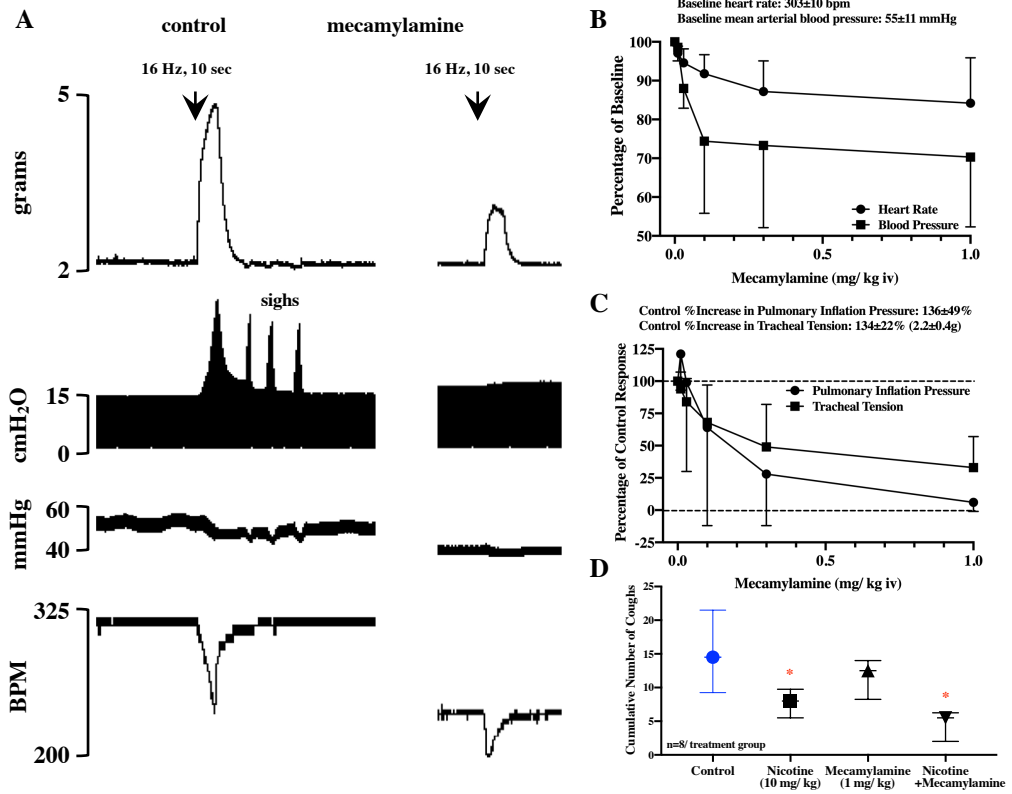 A
control
mecamylamine
16 Hz, 10 sec
16 Hz, 10 sec
5
grams
2
sighs
15
cmH2O
0
60
mmHg
40
325
BPM
200
B
Baseline heart rate: 303±10 bpm
Baseline mean arterial blood pressure: 55±11 mmHg
Percentage of Baseline
100
90
80
70
60
50
Heart Rate
Blood Pressure
0.0
0.5
1.0
Mecamylamine (mg/ kg iv)
C
Control %Increase in Pulmonary Inflation Pressure: 136±49%
Control %Increase in Tracheal Tension: 134±22% (2.2±0.4g)
Percentage of Control Response
125
100
75
50
25
0
-25
Pulmonary Inflation Pressure
Tracheal Tension
0.0
0.5
1.0
Mecamylamine (mg/ kg iv)
D
Cumulative Number of Coughs
25
20
15
10
5
0
*
*
n=8/ treatment group
Control
Nicotine
(10 mg/ kg)
Mecamylamine
(1 mg/ kg)
Nicotine
+Mecamylamine